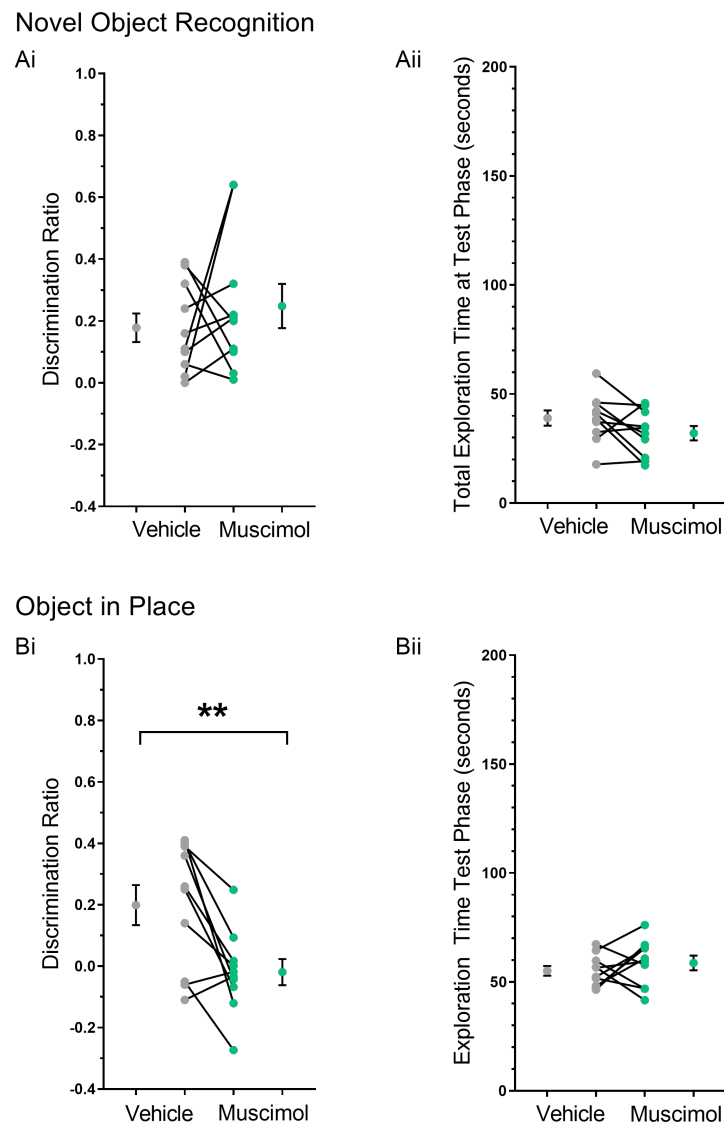 Novel Object Recognition
Ai
1.0
0.8
0.6
0.4
0.2
0.0
-0.2
-0.4
Discrimination Ratio
Vehicle Muscimol
Aii
200
150
100
50
0
Total Exploration Time at Test Phase (seconds)
Vehicle Muscimol
Object in Place
Bi
1.0
0.8
0.6
0.4
0.2
0.0
-0.2
-0.4
Discrimination Ratio
**
Vehicle Muscimol
Bii
200
150
100
50
0
Exploration Time Test Phase (seconds)
Vehicle Muscimol